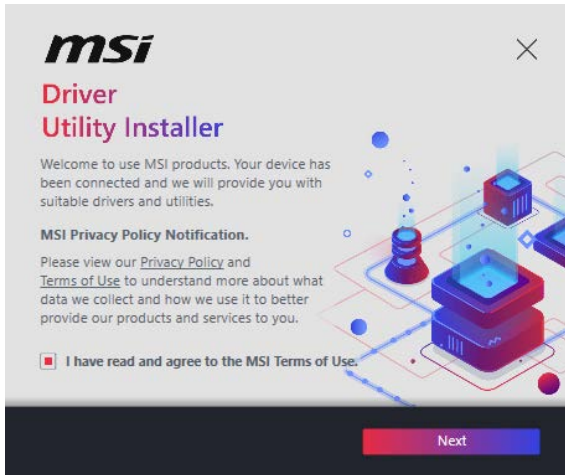 msi
Driver
Utility Installer
Welcome to use MSI products. Your device has
been connected and we will provide you with
suitable drivers and utilities.
MSI Privacy Policy Notification.
Please view our Privacy Policy and
Terms of Use to understand more about what
data we collect and how we use it to better
provide our products and services to you.
I have read and agree to the MSI Terms of Use.
Next